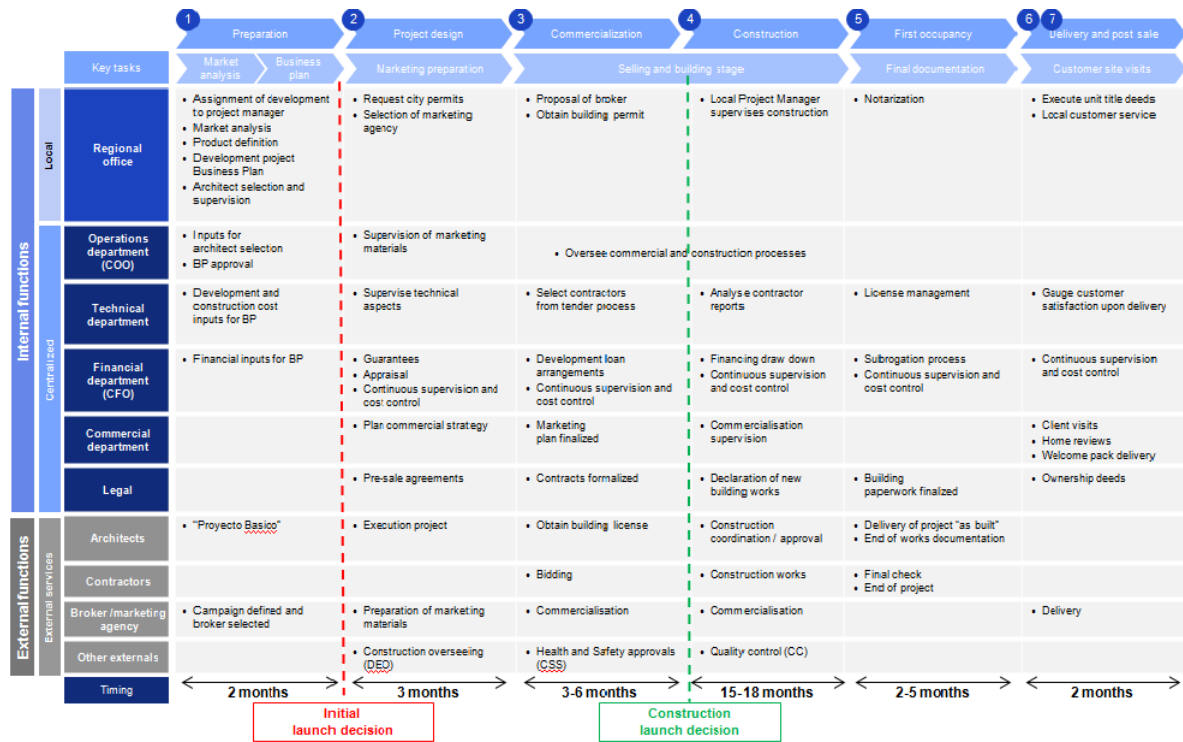 1
2
3
4
5
6
7
Preparation
Project design
Commercialization
Construction
First occupancy
Delivery and post sale
Key tasks
Market
analysis
Business
plan
Marketing preparation
Selling and building stage
Final documentation
Customer site visits
Internal functions
Local
Regional
office
• Assignment of development
to project manager
• Market analysis
• Product definition
• Development project
Business Plan
• Architect selection and
supervision
• Request city permits
• Selection of marketing
agency
• Proposal of broker
• Obtain building permit
• Local Project Manager
supervises construction
• Notarization
• Execute unit title deeds
• Local customer service
Centralized
Operations
department
(COO)
• Inputs for
architect selection
• BP approval
• Supervision of marketing
materials
• Oversee commercial and construction processes
Technical
department
• Development and
construction cost
inputs for BP
• Supervise technical
aspects
• Select contractors
from tender process
• Analyse contractor
reports
• License management
• Gauge customer
satisfaction upon delivery
Financial
department
(CFO)
• Financial inputs for BP
• Guarantees
• Appraisal
• Continuous supervision and
cost control
• Development loan
arrangements
• Continuous supervision and
cost control
• Financing draw down
• Continuous supervision
and cost control
• Subrogation process
• Continuous supervision and
cost control
• Continuous supervision
and cost control
Commercial
department
• Plan commercial strategy
• Marketing
plan finalized
• Commercialisation
supervision
• Client visits
• Home reviews
• Welcome pack delivery
Legal
• Pre-sale agreements
• Contracts formalized
• Declaration of new
building works
• Building
paperwork finalized
• Ownership deeds
External functions
External services
Architects
• "Proyecto Basico"
• Execution project
• Obtain building license
• Construction
coordination / approval
• Delivery of project "as built"
• End of works documentation
Contractors
• Bidding
• Construction works
• Final check
• End of project
Broker /marketing
agency
• Campaign defined and
broker selected
• Preparation of marketing
materials
• Commercialisation
• Commercialisation
• Delivery
Other externals
• Construction overseeing
(DEO)
• Health and Safety approvals
(CSS)
• Quality control (CC)
Timing
2 months
3 months
3-6 months
15-18 months
2-5 months
2 months
Initial
launch decision
Construction
launch decision